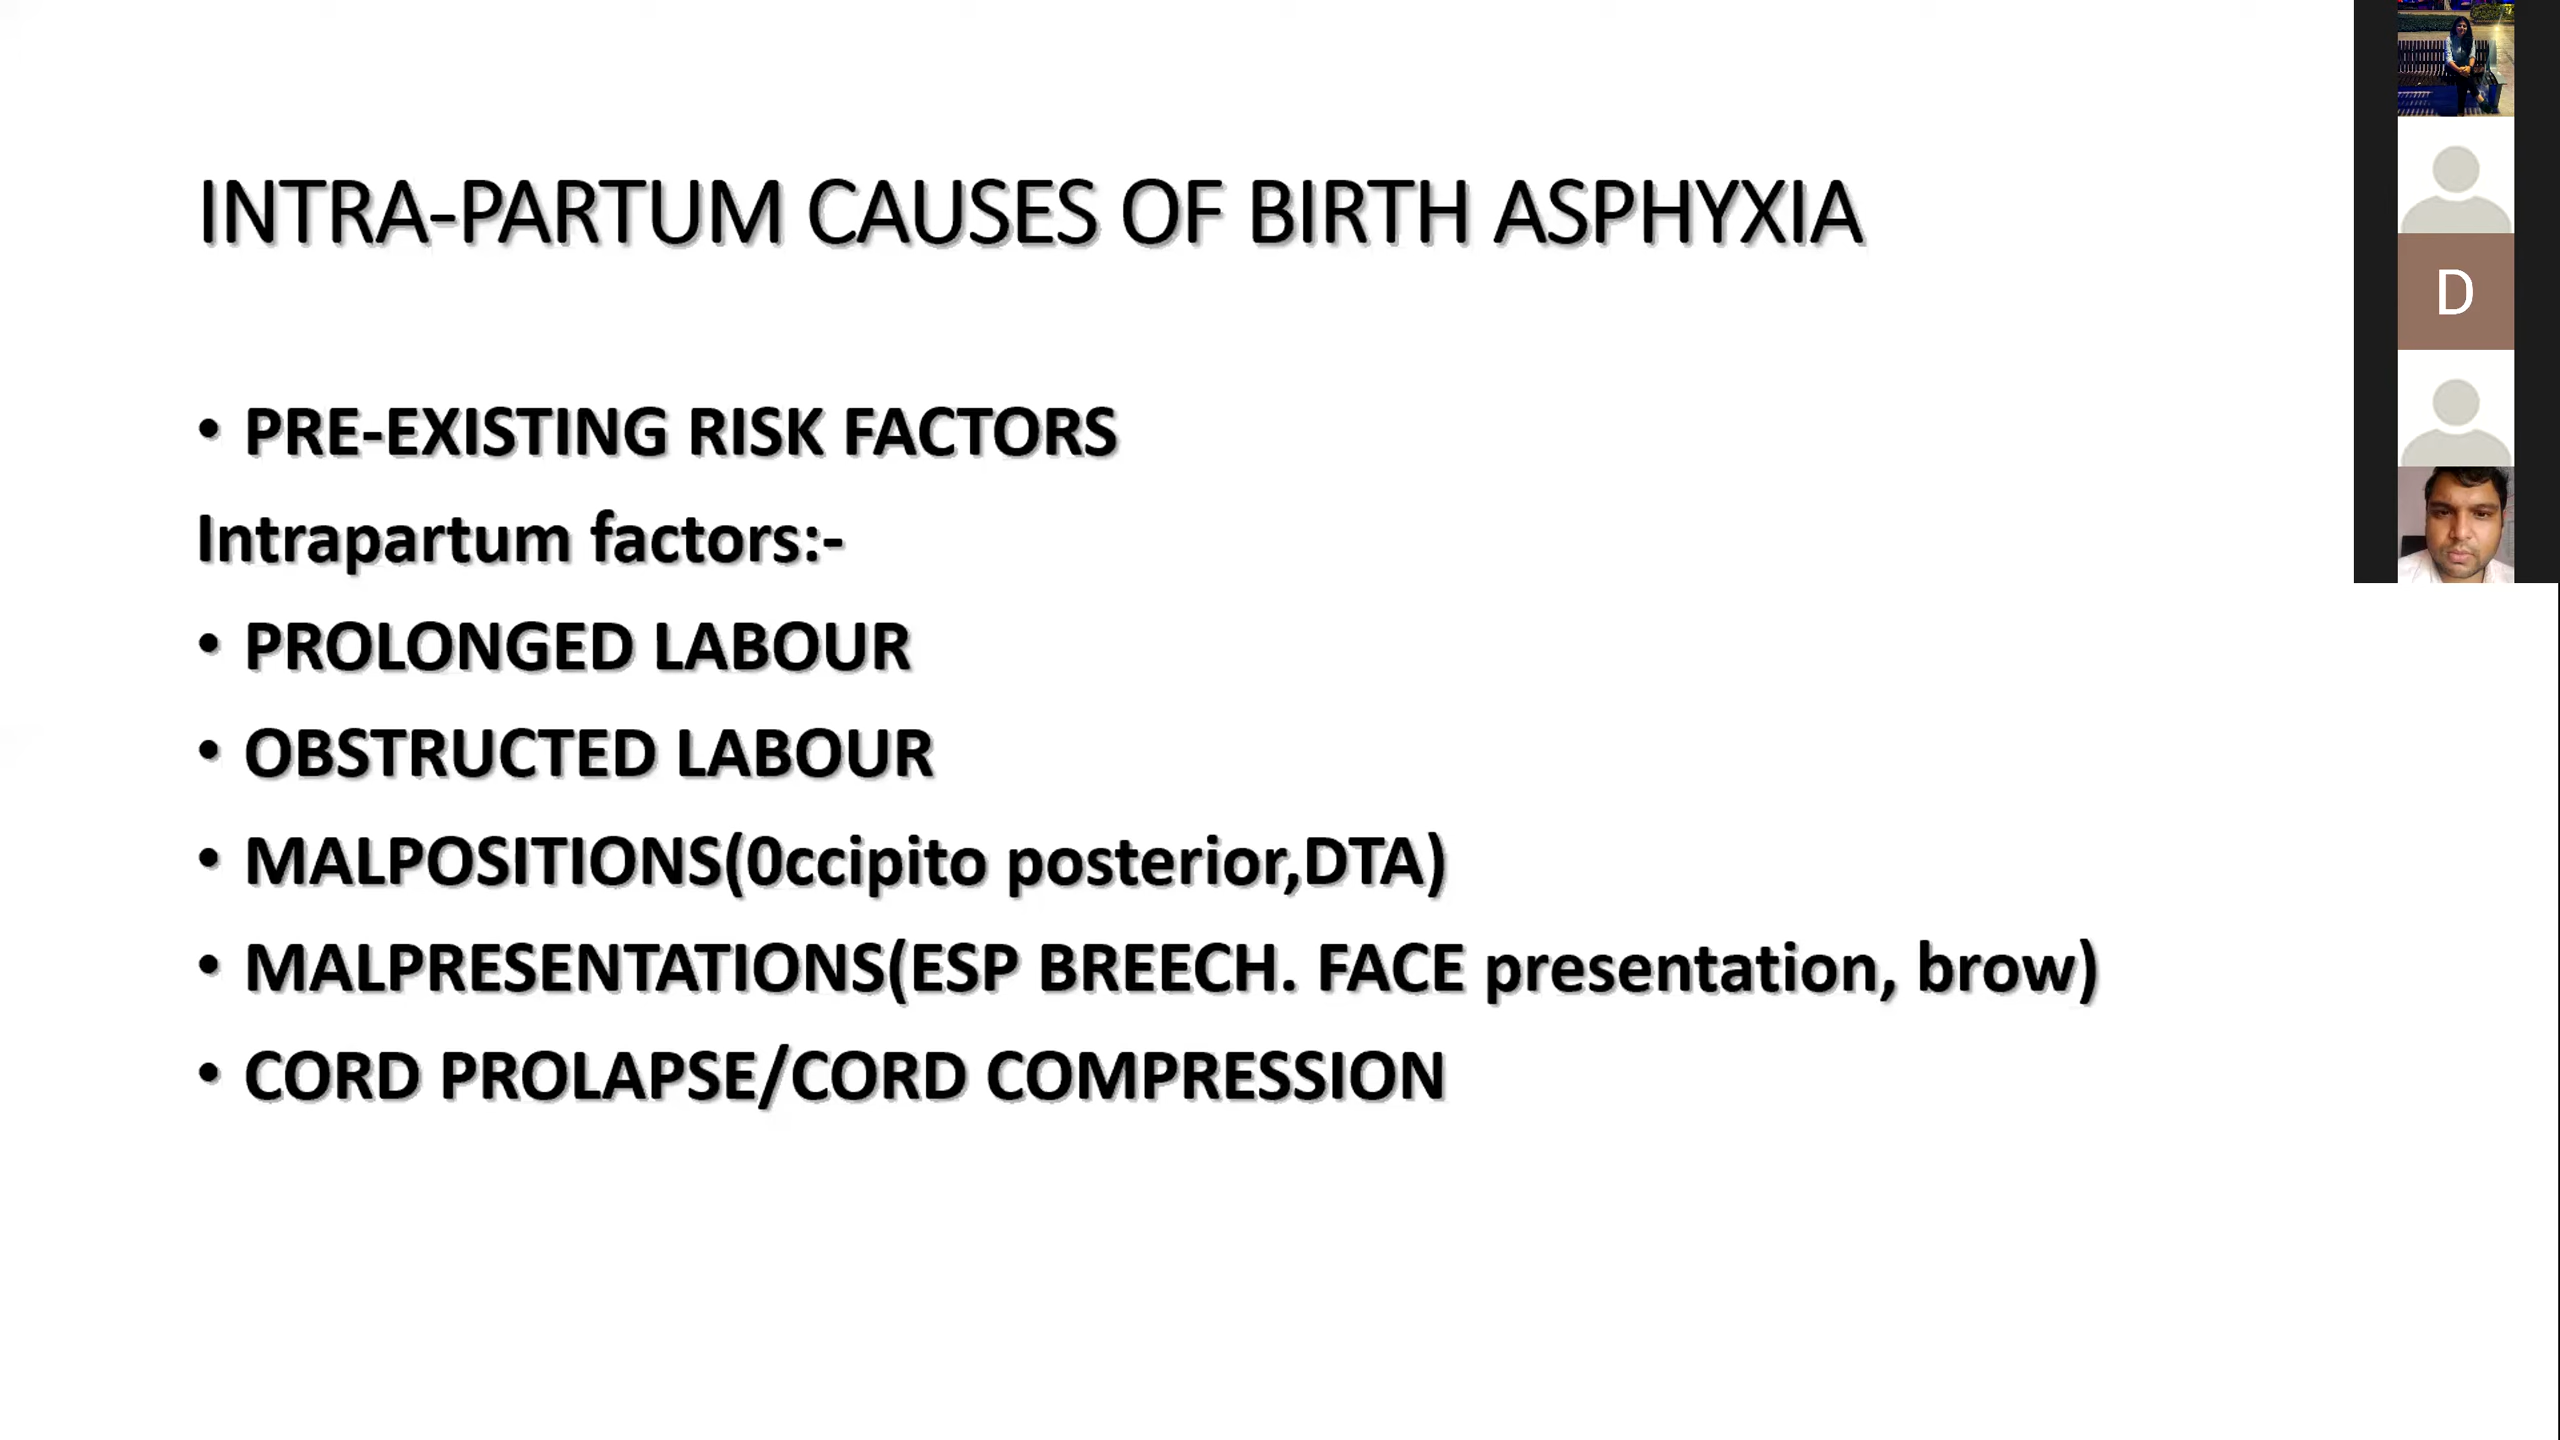 INTRA-PARTUM CAUSES OF BIRTH ASPHYXIA
• PRE-EXISTING RISK FACTORS
Intrapartum factors:-
• PROLONGED LABOUR
• OBSTRUCTED LABOUR
• MALPOSITIONS(0ccipito posterior,DTA)
• MALPRESENTATIONS(ESP BREECH. FACE presentation, brow)
• CORD PROLAPSE/CORD COMPRESSION
D